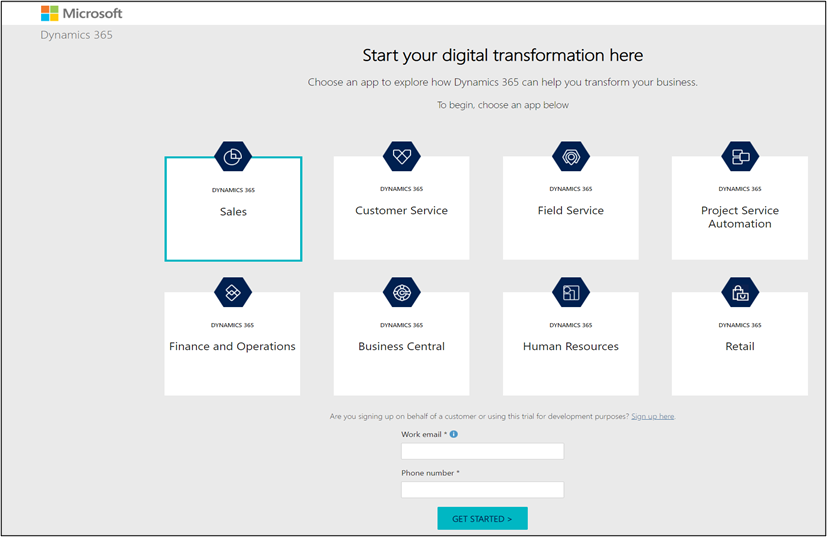 Microsoft
Dynamics 365
Start your digital transformation here
Choose an app to explore how Dynamics 365 can help you transform your business.
To begin, choose an app below
DYNAMICS 365
Sales
DYNAMICS 365
Customer Service
DYNAMICS 365
Field Service
DYNAMICS 365
Project Service
Automation
DYNAMICS 365
Finance and Operations
DYNAMICS 365
Business Central
DYNAMICS 365
Human Resources
DYNAMICS 365
Retail
Are you signing up on behalf of a customer or using this trial for development purposes? Sign up here.
Work email *
Phone number *
GET STARTED >